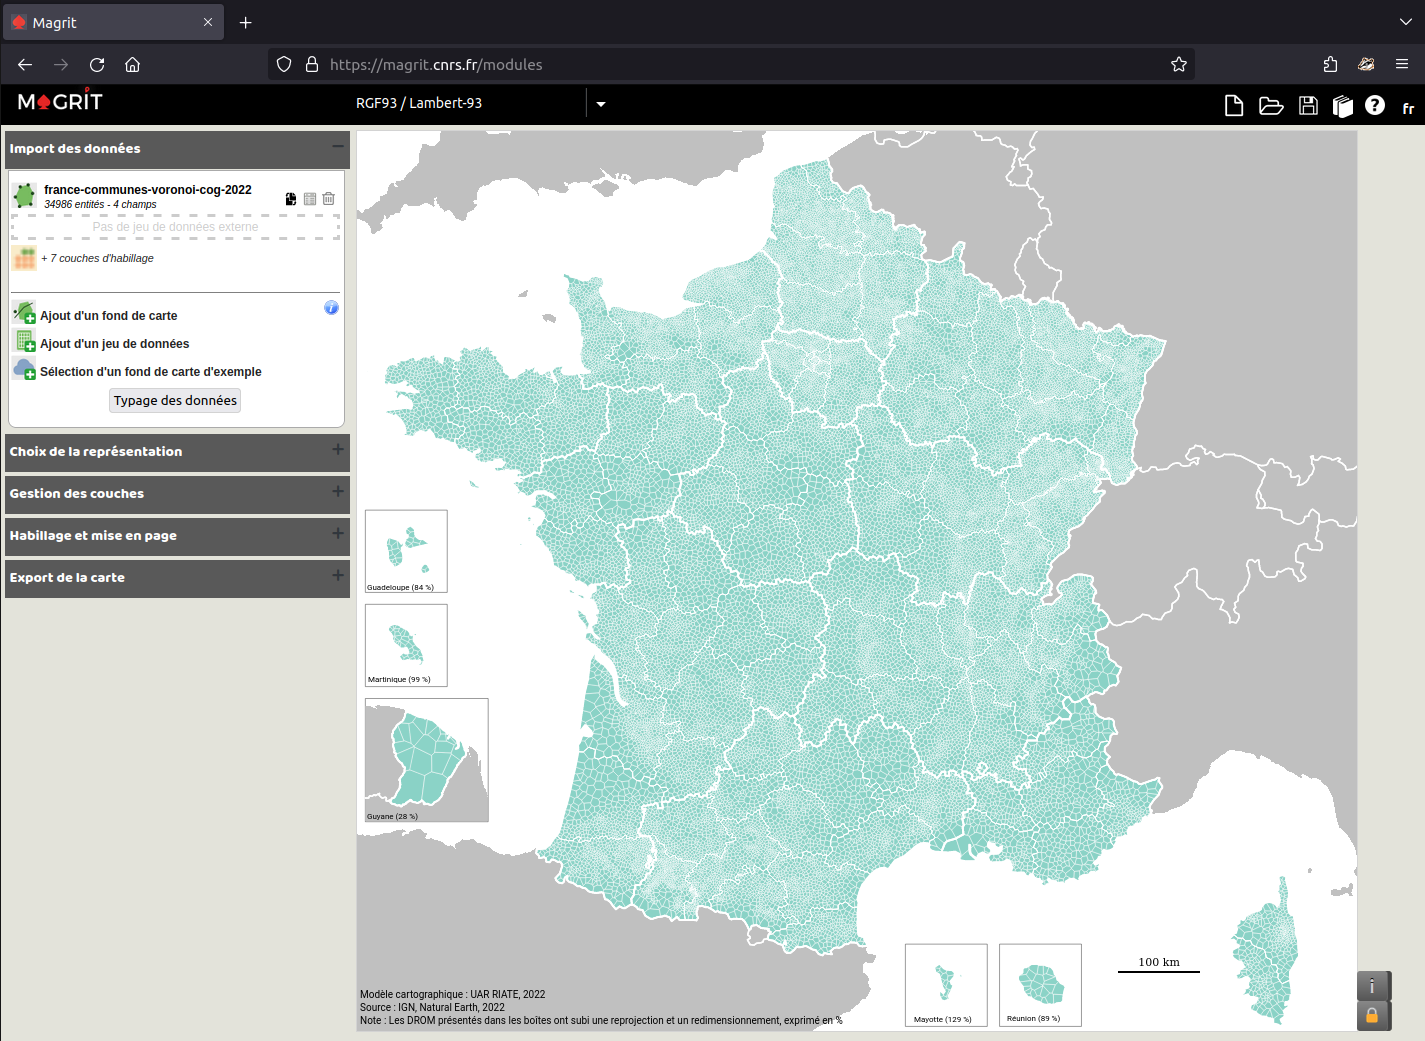 Magrit
https://magrit.cnrs.fr/modules
MAGRIT
RGF93 / Lambert-93
fr
Import des données
france-communes-voronoi-cog-2022
34986 entités - 4 champs
Pas de jeu de données externe
+ 7 couches d'habillage
Ajout d'un fond de carte
Ajout d'un jeu de données
Sélection d'un fond de carte d'exemple
Typage des données
Choix de la représentation
Gestion des couches
Habillage et mise en page
Export de la carte
Guadeloupe (84 %)
Martinique (99 %)
Guyane (28 %)
Mayotte (129 %)
Réunion (89 %)
100 km
Modèle cartographique : UAR RIATE, 2022
Source : IGN, Natural Earth, 2022
Note : Les DROM présentés dans les boîtes ont subi une reprojection et un redimensionnement, exprimé en %
i